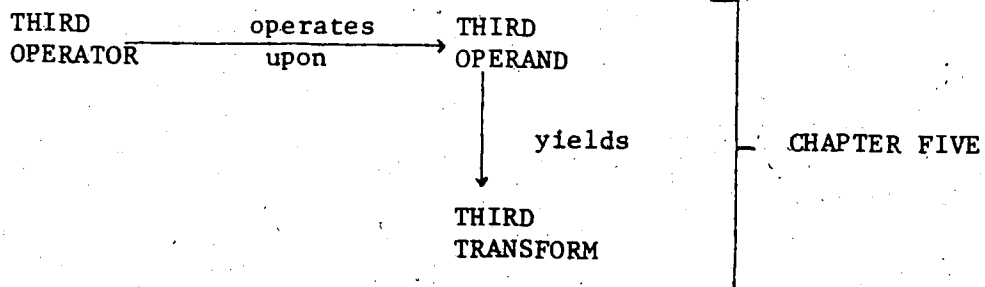 THIRD operates THIRD
OPERATOR upon OPERAND
yields CHAPTER FIVE
THIRD
TRANSFORM